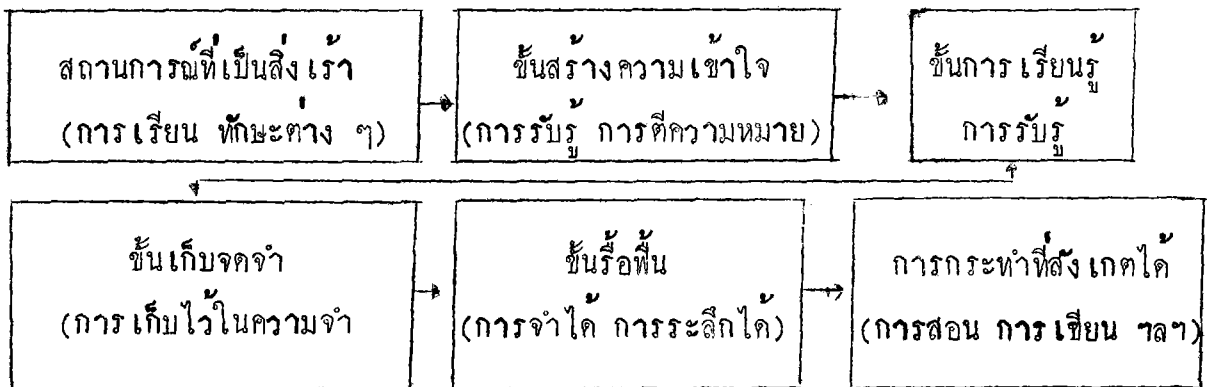 สถานการณ์ที่เป็นสิ่งเร้า
(การเรียน ทักษะต่าง ๆ)
ขั้นสร้างความเข้าใจ
(การรับรู้ การตีความหมาย)
ขั้นการเรียนรู้
การรับรู้
ขั้นเก็บจดจำ
(การเก็บไว้ในความจำ
ขั้นรื้อฟื้น
(การจำได้ การระลึกได้)
การกระทำที่สังเกตได้
(การสอน การเขียน ฯลฯ)